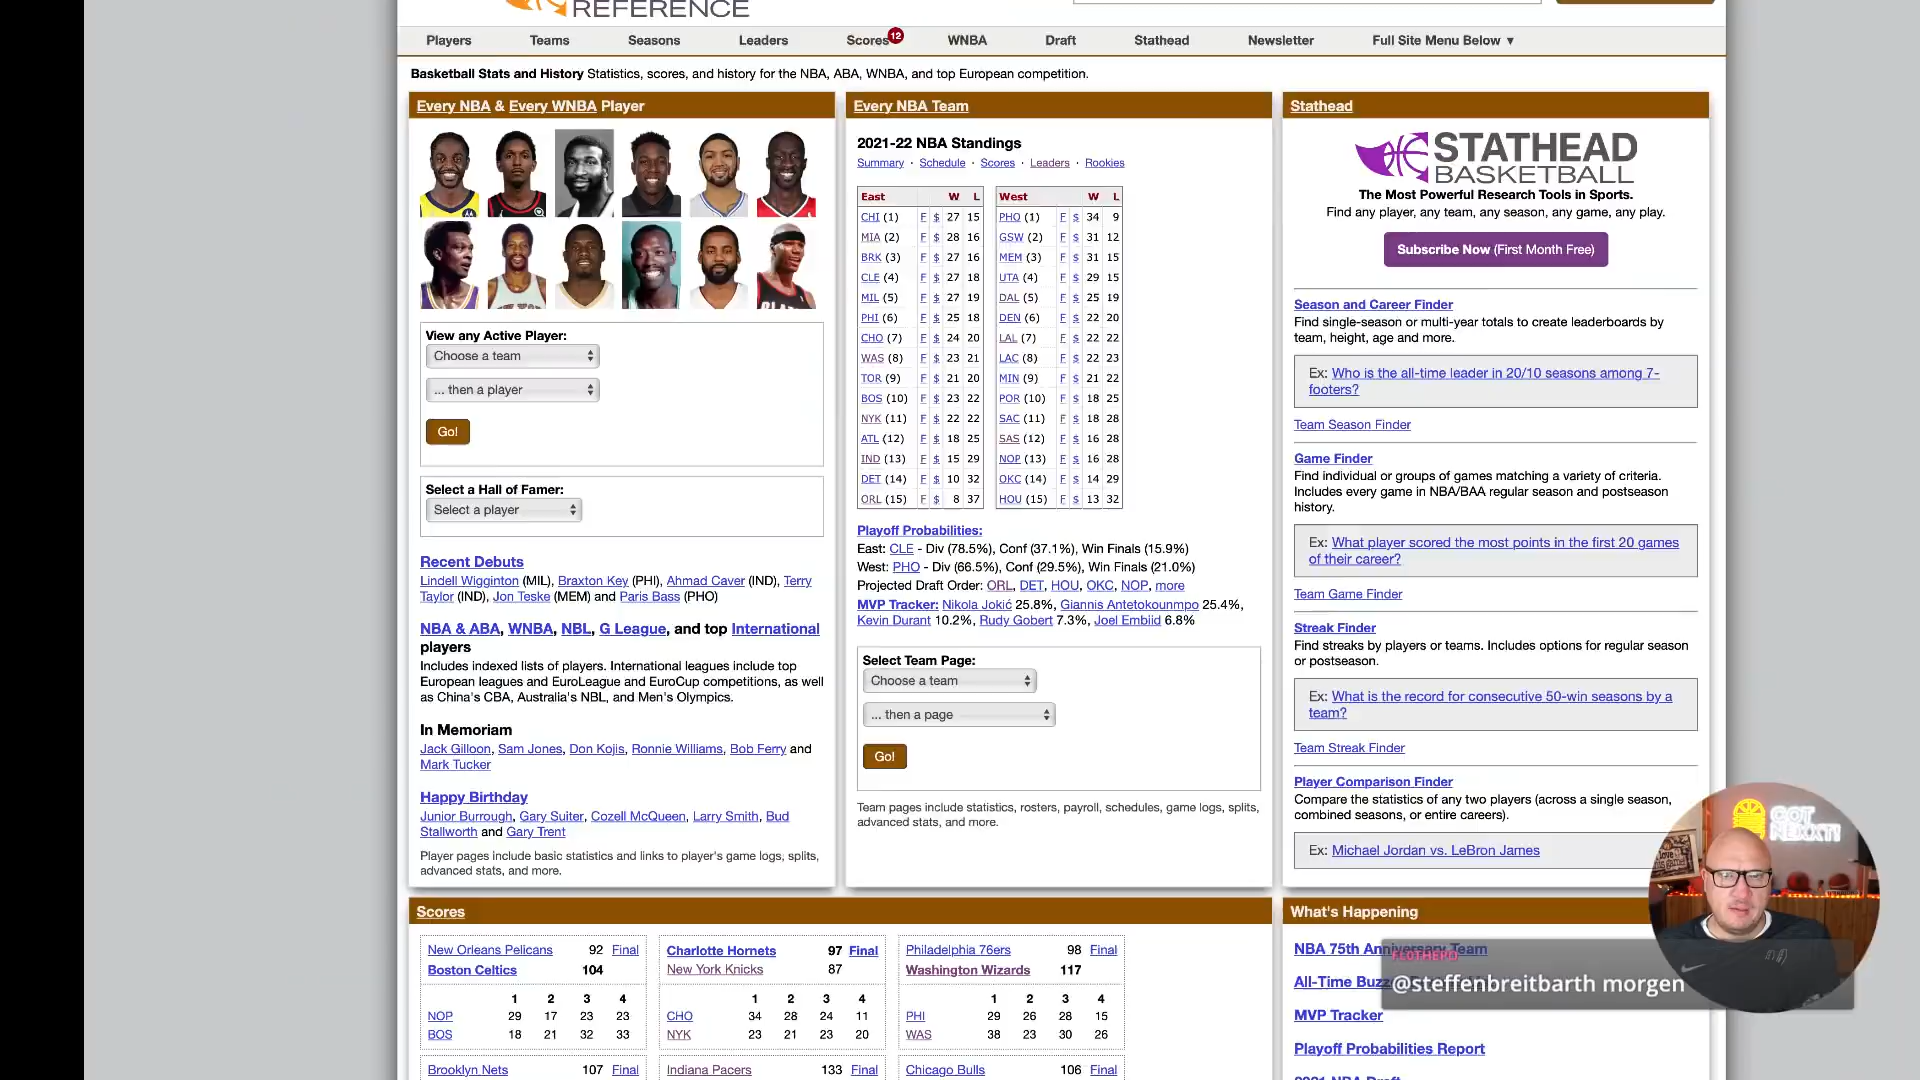 REFERENCE
Players Teams Seasons Leaders Scores 12 WNBA Draft Stathead Newsletter Full Site Menu Below ▼
Basketball Stats and History Statistics, scores, and history for the NBA, ABA, WNBA, and top European competition.
Every NBA & Every WNBA Player
View any Active Player:
Choose a team
... then a player
Go!
Select a Hall of Famer:
Select a player
Recent Debuts
Lindell Wigginton (MIL), Braxton Key (PHI), Ahmad Caver (IND), Terry
Taylor (IND), Jon Teske (MEM) and Paris Bass (PHO)
NBA & ABA, WNBA, NBL, G League, and top International
players
Includes indexed lists of players. International leagues include top
European leagues and EuroLeague and EuroCup competitions, as well
as China's CBA, Australia's NBL, and Men's Olympics.
In Memoriam
Jack Gilloon, Sam Jones, Don Kojis, Ronnie Williams, Bob Ferry and
Mark Tucker
Happy Birthday
Junior Burrough, Gary Suiter, Cozell McQueen, Larry Smith, Bud
Stallworth and Gary Trent
Player pages include basic statistics and links to player's game logs, splits,
advanced stats, and more.
Every NBA Team
2021-22 NBA Standings
Summary · Schedule · Scores · Leaders · Rookies
East W L West W L
CHI (1) F $ 27 15 PHO (1) F $ 34 9
MIA (2) F $ 28 16 GSW (2) F $ 31 12
BRK (3) F $ 27 16 MEM (3) F $ 31 15
CLE (4) F $ 27 18 UTA (4) F $ 29 15
MIL (5) F $ 27 19 DAL (5) F $ 25 19
PHI (6) F $ 25 18 DEN (6) F $ 22 20
CHO (7) F $ 24 20 LAL (7) F $ 22 22
WAS (8) F $ 23 21 LAC (8) F $ 22 23
TOR (9) F $ 21 20 MIN (9) F $ 21 22
BOS (10) F $ 23 22 POR (10) F $ 18 25
NYK (11) F $ 22 22 SAC (11) F $ 18 28
ATL (12) F $ 18 25 SAS (12) F $ 16 28
IND (13) F $ 15 29 NOP (13) F $ 16 28
DET (14) F $ 10 32 OKC (14) F $ 14 29
ORL (15) F $ 8 37 HOU (15) F $ 13 32
Playoff Probabilities:
East: CLE - Div (78.5%), Conf (37.1%), Win Finals (15.9%)
West: PHO - Div (66.5%), Conf (29.5%), Win Finals (21.0%)
Projected Draft Order: ORL, DET, HOU, OKC, NOP, more
MVP Tracker: Nikola Jokić 25.8%, Giannis Antetokounmpo 25.4%,
Kevin Durant 10.2%, Rudy Gobert 7.3%, Joel Embiid 6.8%
Select Team Page:
Choose a team
... then a page
Go!
Team pages include statistics, rosters, payroll, schedules, game logs, splits,
advanced stats, and more.
Stathead
STATHEAD
BASKETBALL
The Most Powerful Research Tools in Sports.
Find any player, any team, any season, any game, any play.
Subscribe Now (First Month Free)
Season and Career Finder
Find single-season or multi-year totals to create leaderboards by
team, height, age and more.
Ex: Who is the all-time leader in 20/10 seasons among 7-
footers?
Team Season Finder
Game Finder
Find individual or groups of games matching a variety of criteria.
Includes every game in NBA/BAA regular season and postseason
history.
Ex: What player scored the most points in the first 20 games
of their career?
Team Game Finder
Streak Finder
Find streaks by players or teams. Includes options for regular season
or postseason.
Ex: What is the record for consecutive 50-win seasons by a
team?
Team Streak Finder
Player Comparison Finder
Compare the statistics of any two players (across a single season,
combined seasons, or entire careers).
Ex: Michael Jordan vs. LeBron James
GOT
NEXXT!
Scores
New Orleans Pelicans 92 Final
Boston Celtics 104
1 2 3 4
NOP 29 17 23 23
BOS 18 21 32 33
Charlotte Hornets 97 Final
New York Knicks 87
1 2 3 4
CHO 34 28 24 11
NYK 23 21 23 20
Philadelphia 76ers 98 Final
Washington Wizards 117
1 2 3 4
PHI 29 26 28 15
WAS 38 23 30 26
Brooklyn Nets 107 Final
Indiana Pacers 133 Final
Chicago Bulls 106 Final
What's Happening
NBA 75th Anniversary Team
All-Time Buzz
@steffenbreitbarth morgen
MVP Tracker
Playoff Probabilities Report
2021 NBA Draft